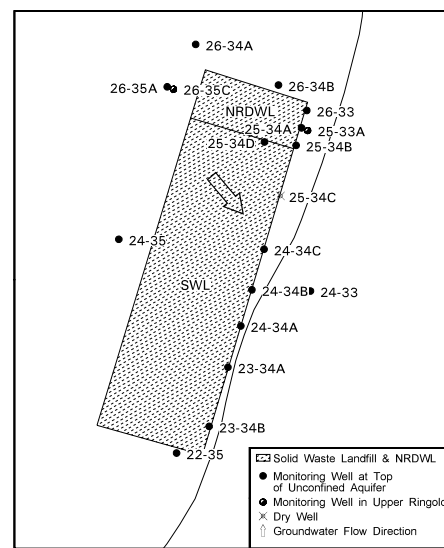 26-34A
26-35A
26-35C
26-34B
NRDWL
26-33
25-34A
25-33A
25-34D
25-34B
25-34C
24-35
24-34C
SWL
24-34B
24-33
24-34A
23-34A
23-34B
22-35
Solid Waste Landfill & NRDWL
Monitoring Well at Top
of Unconfined Aquifer
Monitoring Well in Upper Ringold
Dry Well
Groundwater Flow Direction